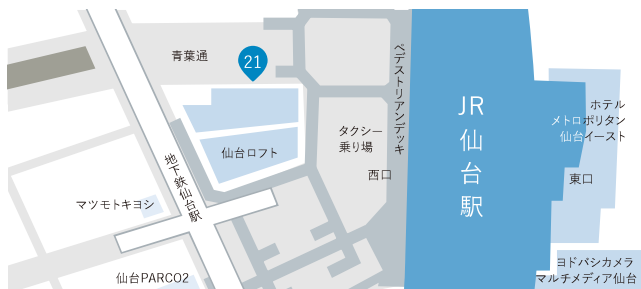 青葉通
21
ペデストリアンデッキ
JR
仙台駅
ホテル
メトロポリタン
仙台イースト
タクシー
乗り場
仙台ロフト
地下鉄仙台駅
西口
東口
マツモトキヨシ
ヨドバシカメラ
マルチメディア仙台
仙台PARCO2